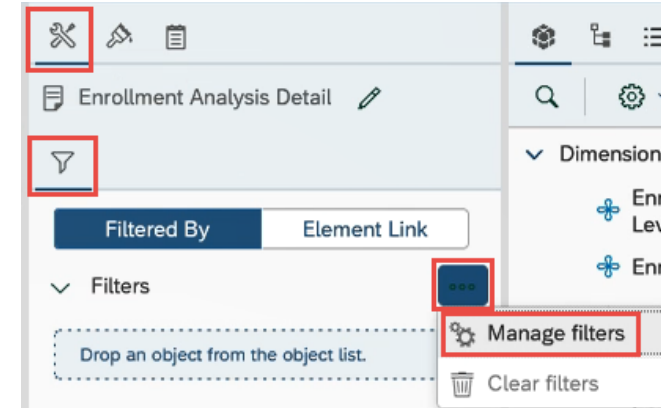 Enrollment Analysis Detail
Dimension
Enr
Lev
Filtered By
Element Link
Enr
Filters
Manage filters
Drop an object from the object list.
Clear filters